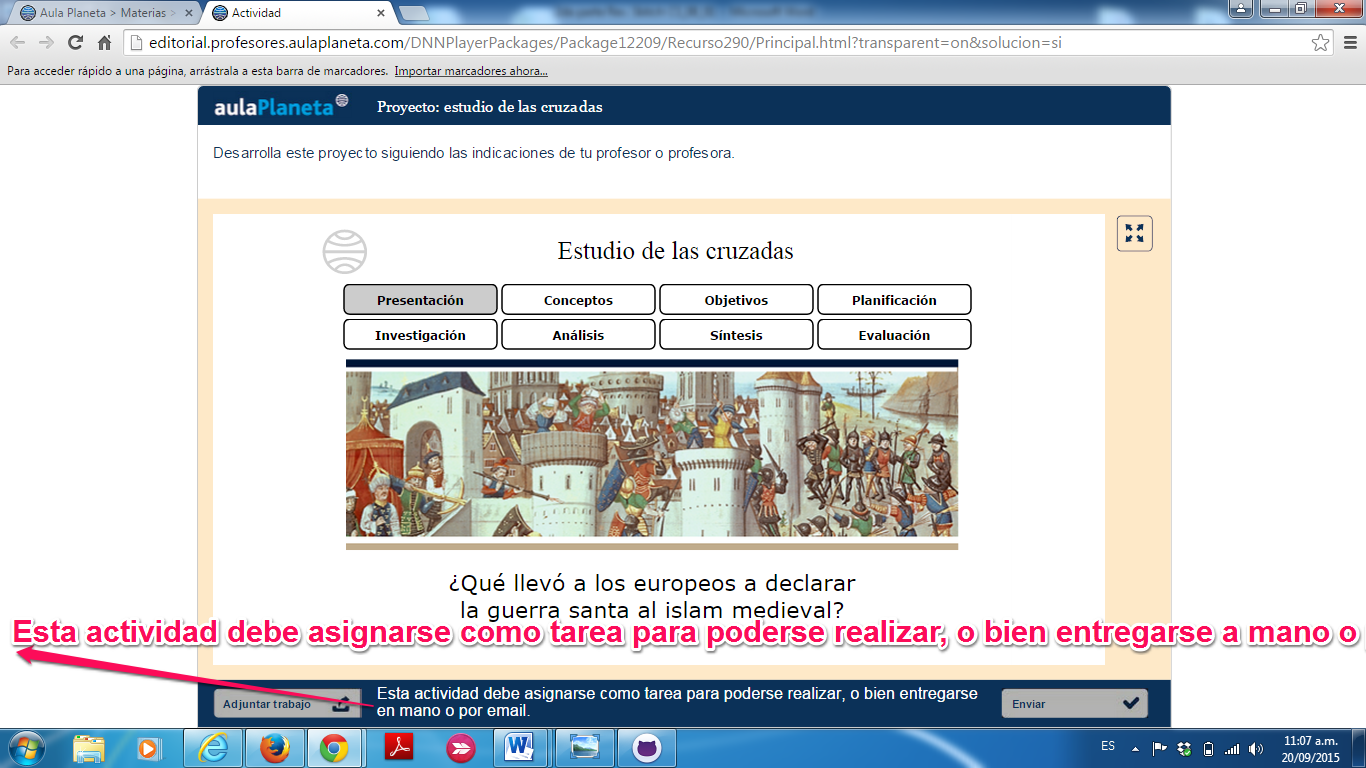 Aula Planeta > Materias >
Actividad
editorial.profesores.aulaplaneta.com/DNNPlayerPackages/Package12209/Recurso290/Principal.html?transparent=on&solucion=si
Para acceder rápido a una página, arrástrala a esta barra de marcadores. Importar marcadores ahora...
aulaPlaneta Proyecto: estudio de las cruzadas
Desarrolla este proyecto siguiendo las indicaciones de tu profesor o profesora.
Estudio de las cruzadas
Presentación Conceptos Objetivos Planificación
Investigación Análisis Síntesis Evaluación
¿Qué llevó a los europeos a declarar
la guerra santa al islam medieval?
Esta actividad debe asignarse como tarea para poderse realizar, o bien entregarse a mano o
Adjuntar trabajo
Esta actividad debe asignarse como tarea para poderse realizar, o bien entregarse
en mano o por email.
Enviar
ES
11:07 a.m.
20/09/2015